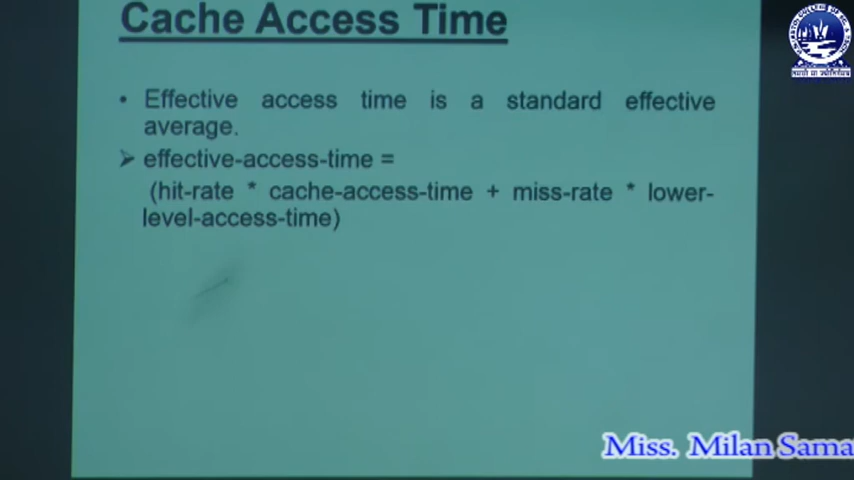 Cache Access Time
• Effective access time is a standard effective
average.
➢ effective-access-time =
(hit-rate * cache-access-time + miss-rate * lower-
level-access-time)
Miss. Milan Sama